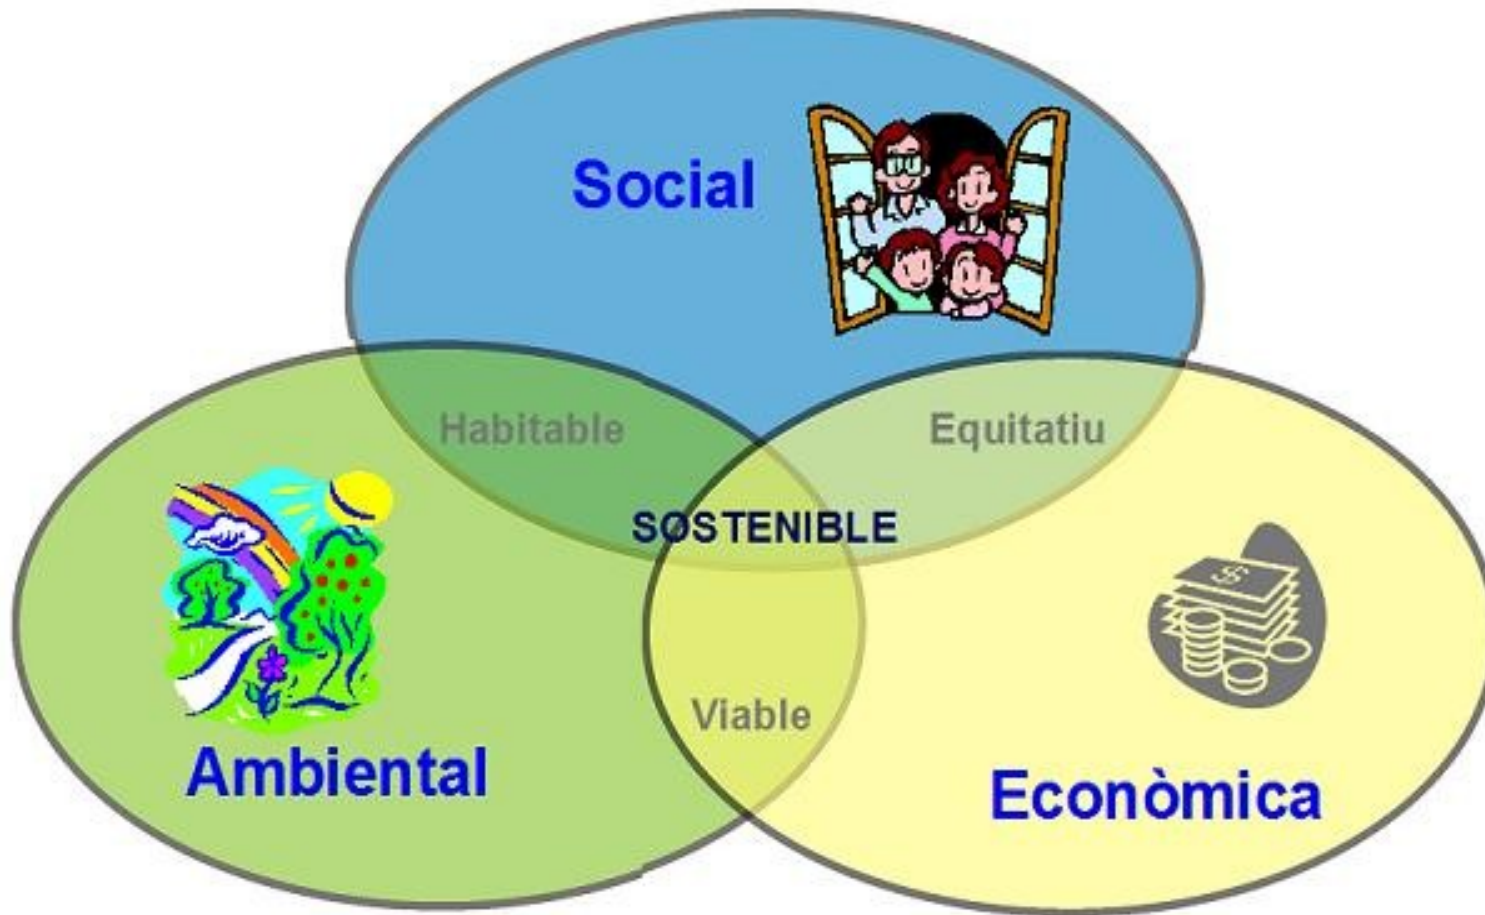 Social
Habitable
Equitatiu
SOSTENIBLE
Viable
Ambiental
Econòmica